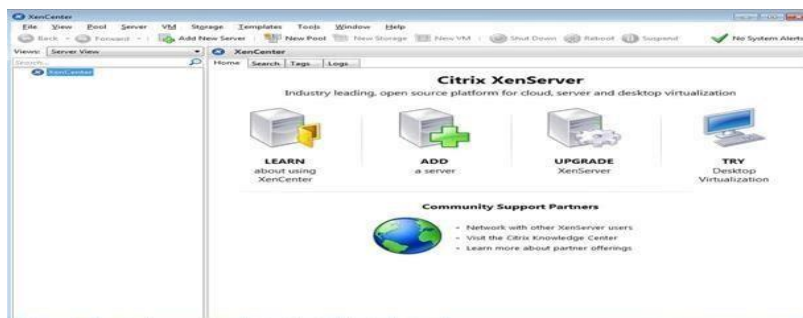 XenCenter
File View Pool Server VM Storage Templates Tools Window Help
Back Forward Add New Server New Pool New Storage New VM Shut Down Reboot Suspend No System Alerts
Views: Server View
XenCenter
Search...
Home Search Tags Logs
XenCenter
Citrix XenServer
Industry leading, open source platform for cloud, server and desktop virtualization
LEARN
about using
XenCenter
ADD
a server
UPGRADE
XenServer
TRY
Desktop
Virtualization
Community Support Partners
Network with other XenServer users
Visit the Citrix Knowledge Center
Learn more about partner offerings